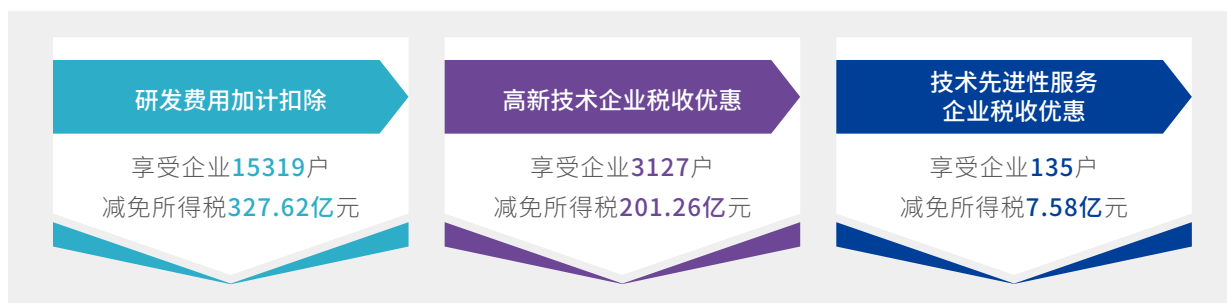 研发费用加计扣除
享受企业15319户
减免所得税327.62亿元
高新技术企业税收优惠
享受企业3127户
减免所得税201.26亿元
技术先进性服务
企业税收优惠
享受企业135户
减免所得税7.58亿元